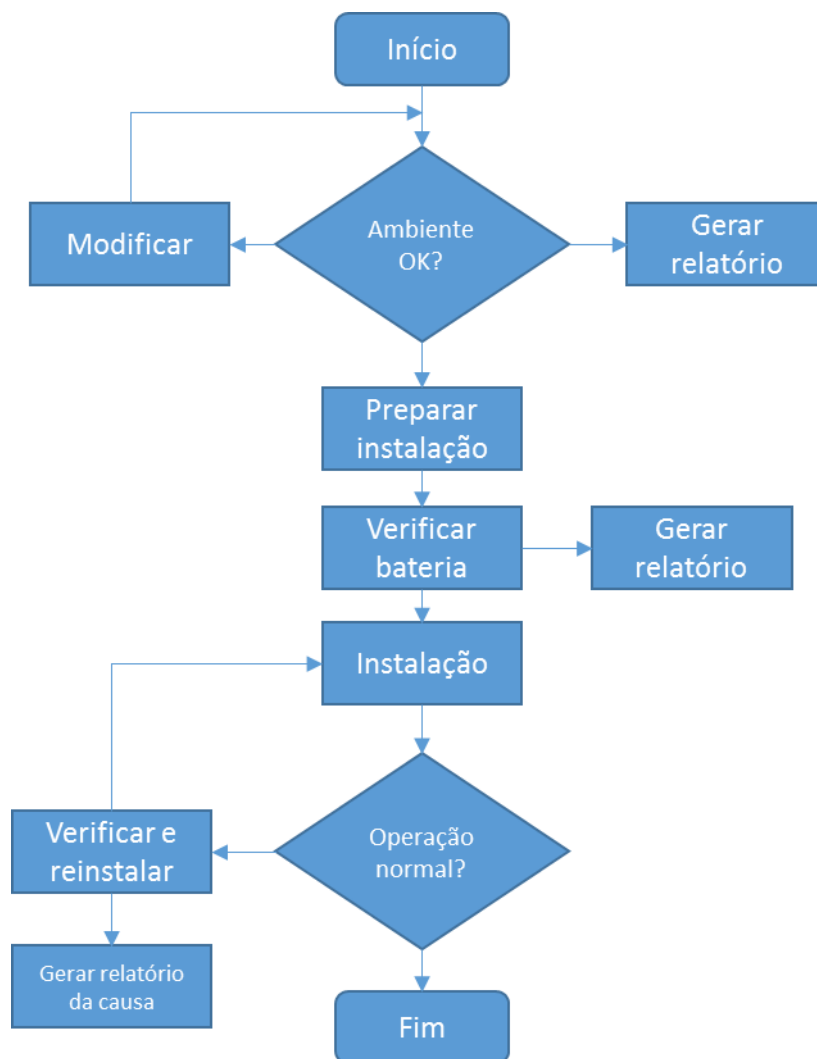 Início
Modificar
Ambiente
OK?
Gerar
relatório
Preparar
instalação
Verificar
bateria
Gerar
relatório
Instalação
Verificar e
reinstalar
Operação
normal?
Gerar relatório
da causa
Fim